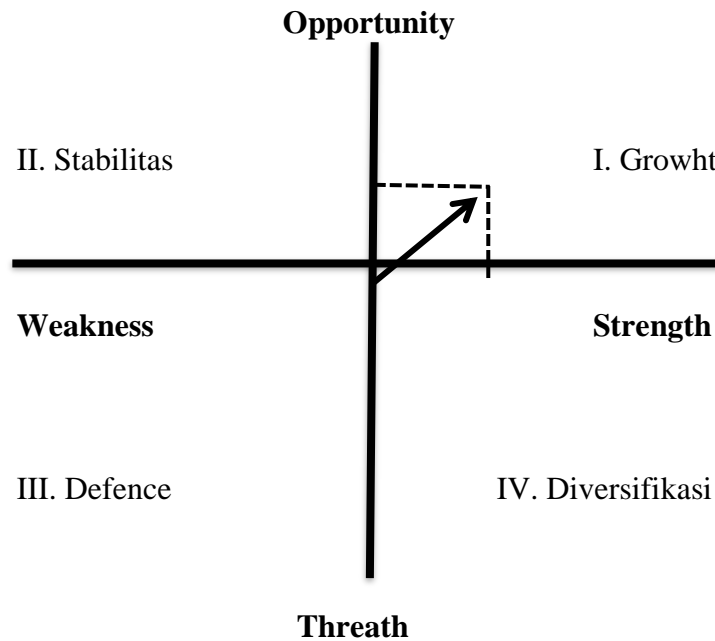 Opportunity
II. Stabilitas
I. Growht
Weakness
Strength
III. Defence
IV. Diversifikasi
Threath